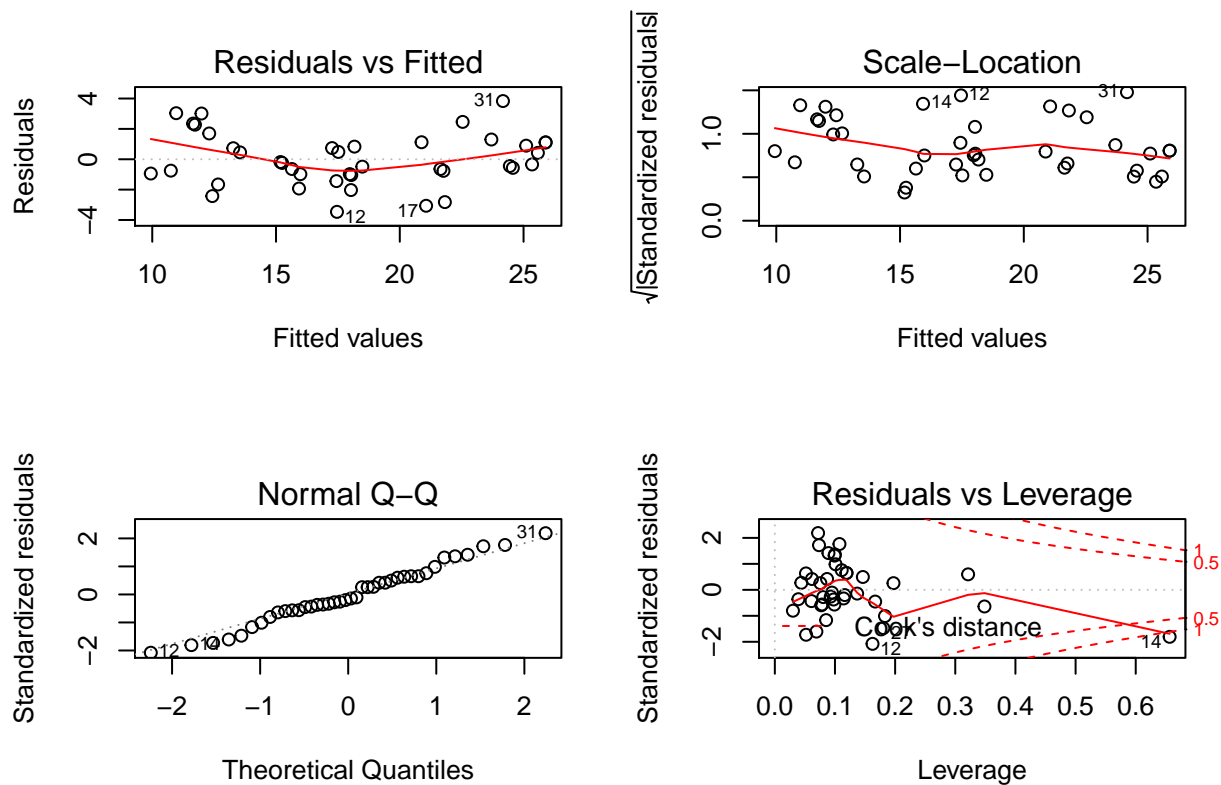 Residuals vs Fitted
Residuals
4
0
−4
31
12
17
10 15 20 25
Fitted values
Scale−Location
√|Standardized residuals|
1.0
0.0
14
12
31
10 15 20 25
Fitted values
Normal Q−Q
Standardized residuals
2
0
−2
31
12
14
−2 −1 0 1 2
Theoretical Quantiles
Residuals vs Leverage
Standardized residuals
2
0
−2
1
0.5
0.5
1
Cook's distance
12
14
0.0 0.1 0.2 0.3 0.4 0.5 0.6
Leverage